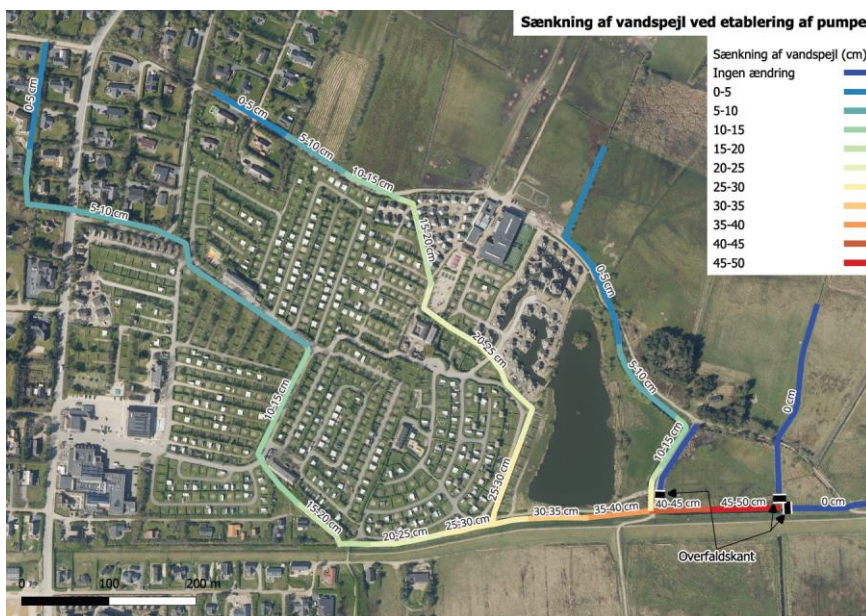 Sænkning af vandspejl ved etablering af pumpe
Sænkning af vandspejl (cm)
Ingen ændring
0-5
5-10
10-15
15-20
20-25
25-30
30-35
35-40
40-45
45-50
0-5 cm
0-5 cm
5-10 cm
10-15 cm
5-10 cm
15-20 cm
0-5 cm
20-25 cm
5-10 cm
0 cm
10-15 cm
10-15 cm
25-30 cm
15-20 cm
20-25 cm
25-30 cm
30-35 cm
35-40 cm
40-45 cm
45-50 cm
0 cm
Overfaldskant
0 100 200 m